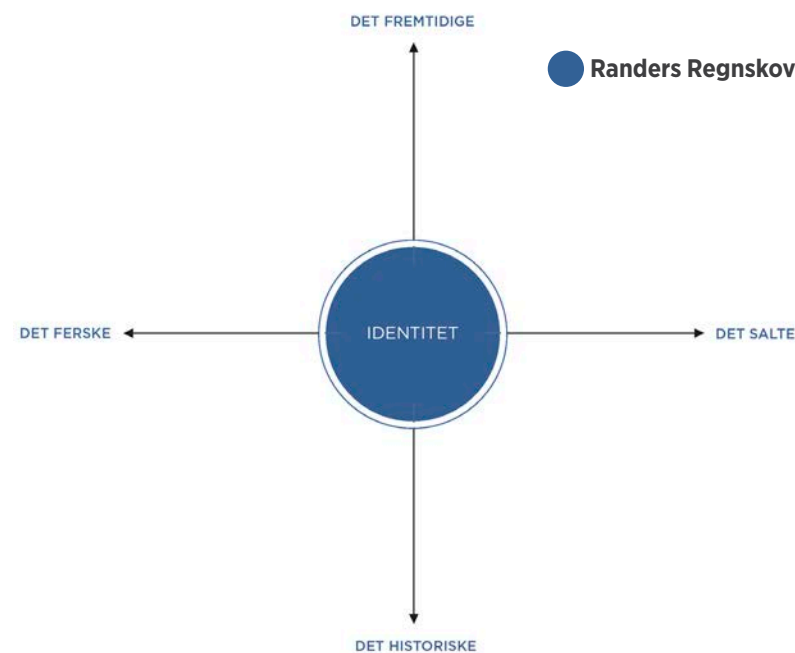 DET FREMTIDIGE
Randers Regnskov
DET FERSKE
IDENTITET
DET SALTE
DET HISTORISKE